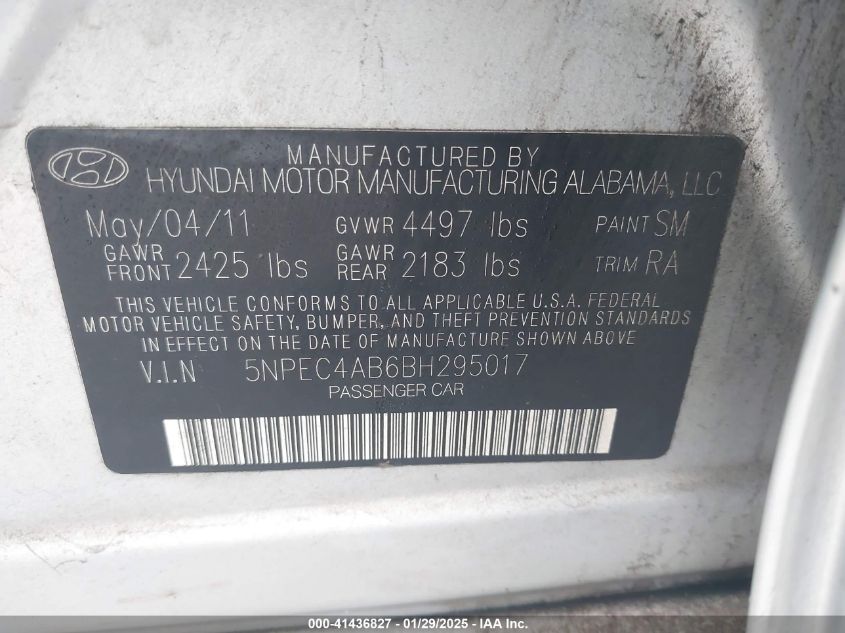 MANUFACTURED BY
HYUNDAI MOTOR MANUFACTURING ALABAMA, LLC
May/04/11 GVWR 4497 lbs PAINT SM
GAWR FRONT 2425 lbs GAWR REAR 2183 lbs TRIM RA
THIS VEHICLE CONFORMS TO ALL APPLICABLE U.S.A. FEDERAL
MOTOR VEHICLE SAFETY, BUMPER, AND THEFT PREVENTION STANDARDS
IN EFFECT ON THE DATE OF MANUFACTURE SHOWN ABOVE
V.I.N 5NPEC4AB6BH295017
PASSENGER CAR
000-41436827 - 01/29/2025 - IAAI Inc.